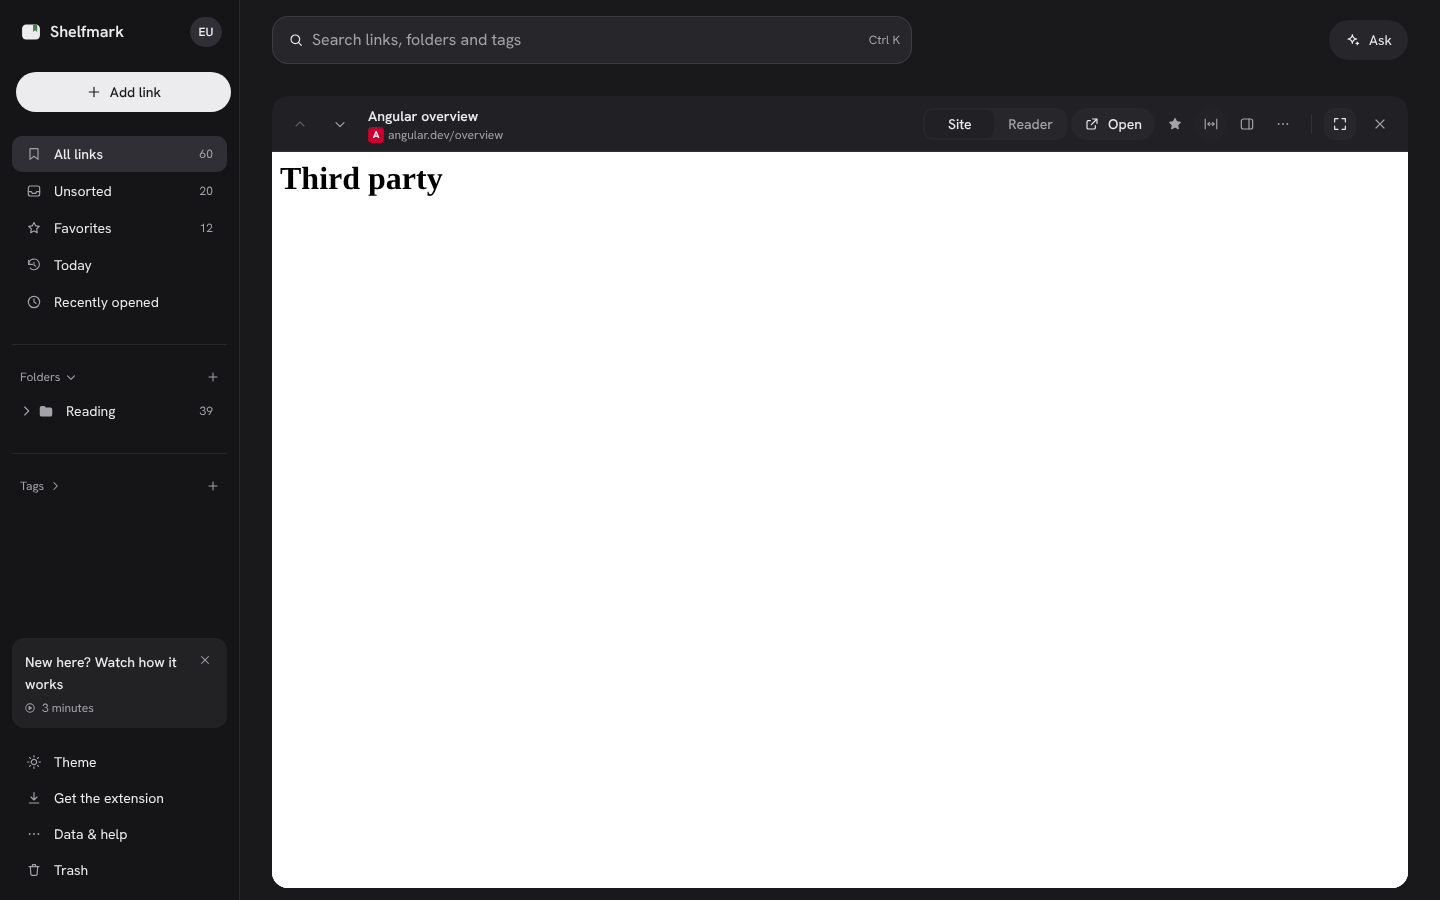 Shelfmark
EU
Add link
All links 60
Unsorted 20
Favorites 12
Today
Recently opened
Folders
Reading 39
Tags
New here? Watch how it
works
3 minutes
Theme
Get the extension
Data & help
Trash
Search links, folders and tags Ctrl K
Ask
Angular overview
A angular.dev/overview
Site Reader Open
Third party